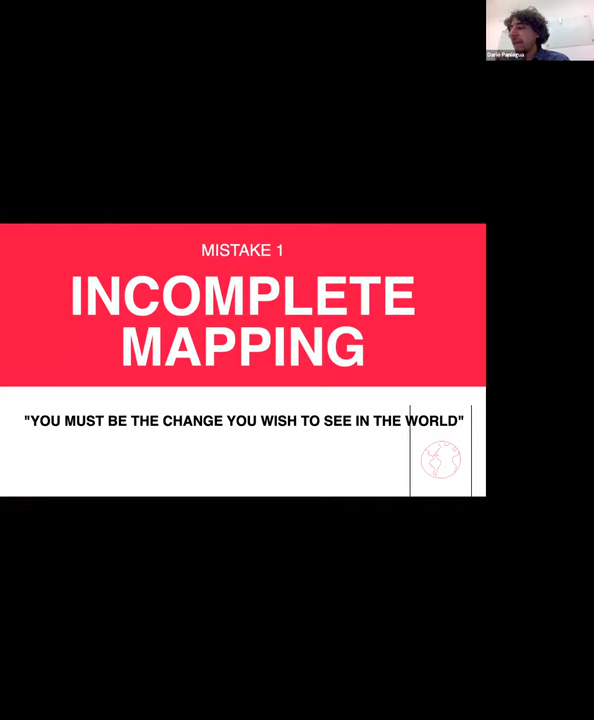 Dario Paniagua
MISTAKE 1
INCOMPLETE
MAPPING
"YOU MUST BE THE CHANGE YOU WISH TO SEE IN THE WORLD"